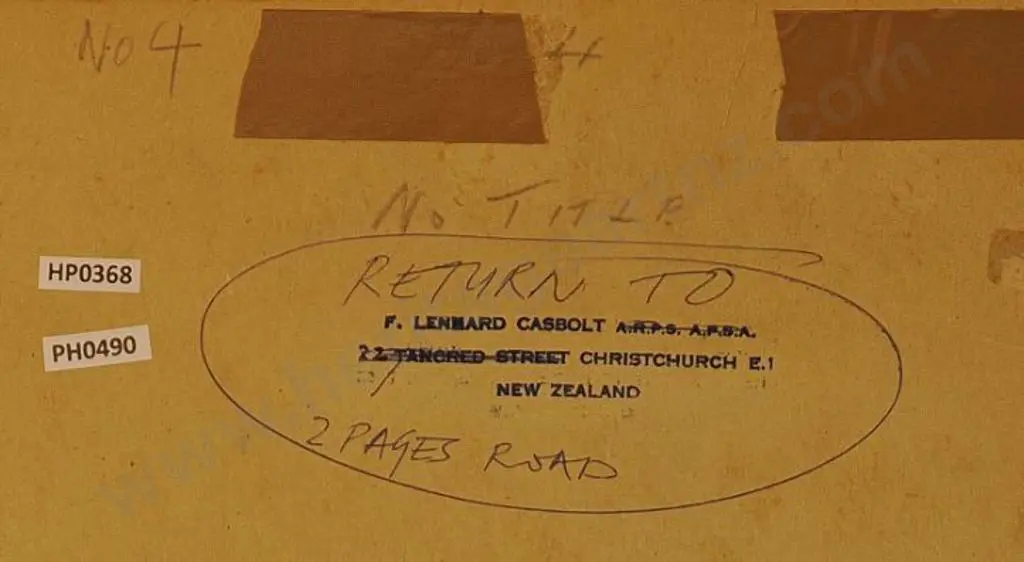 No 4
No TITLE
RETURN TO
F. LENNARD CASBOLT A.R.P.S. A.P.S.A.
22 TANCRED STREET CHRISTCHURCH E.1
NEW ZEALAND
2 PAGES ROAD
HP0368
PH0490